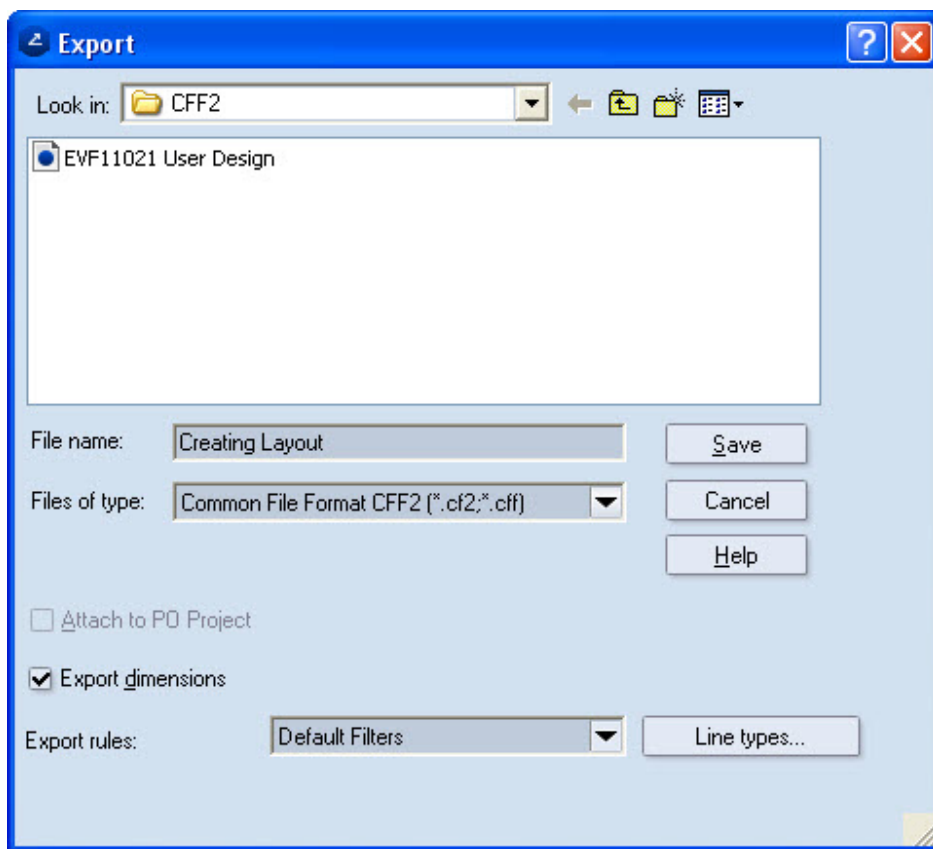 Export
Look in: CFF2
EVF11021 User Design
File name: Creating Layout Save
Files of type: Common File Format CFF2 (*.cf2;*.cff) Cancel
Help
Attach to PO Project
Export dimensions
Export rules: Default Filters Line types...